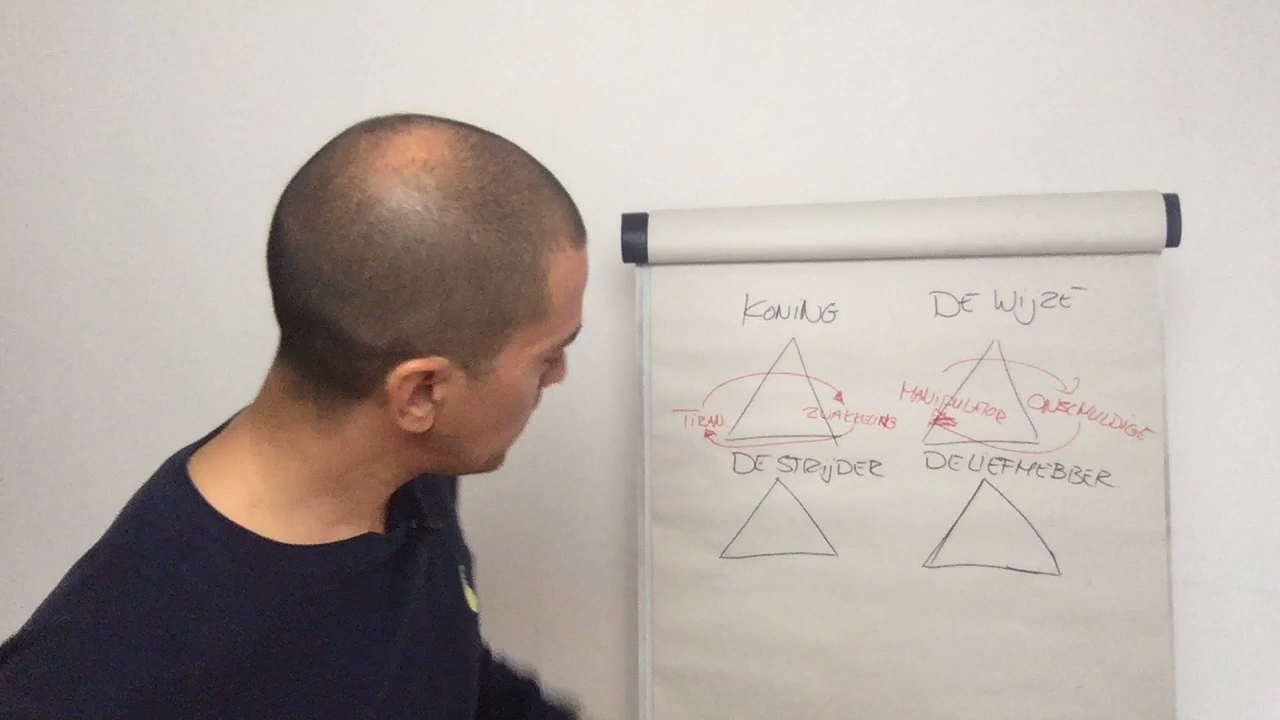 KONING
DE WIJZE
TIRAN
ZWAKKELING
MANIPULATOR
ONSCHULDIGE
DE STRIJDER
DE LIEFHEBBER